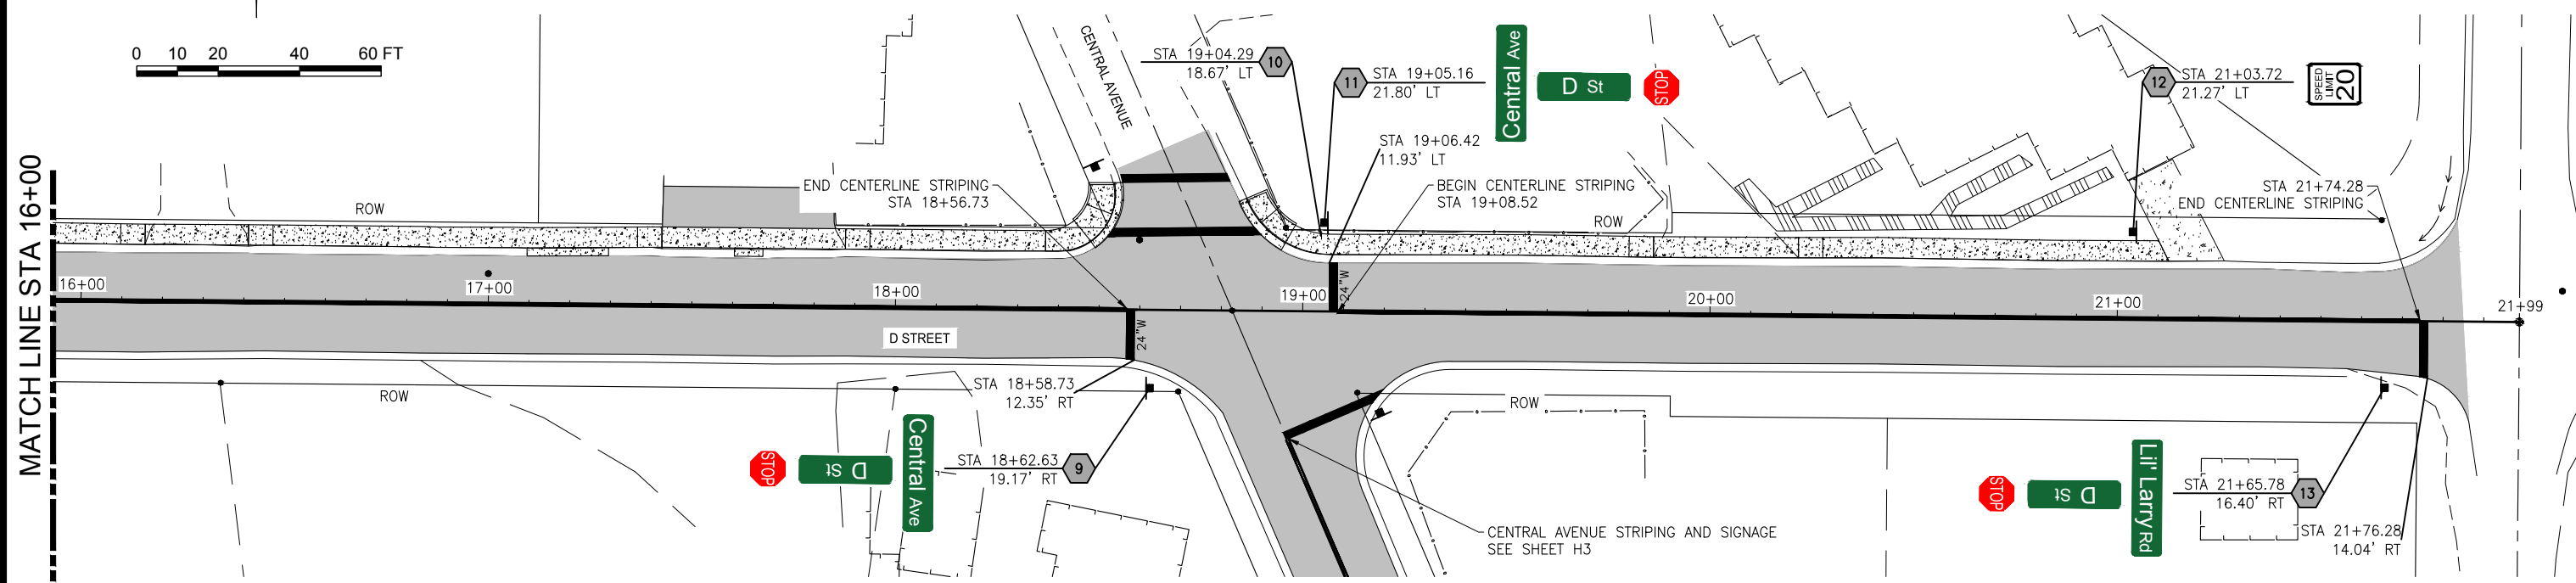 0 10 20 40 60 FT
MATCH LINE STA 16+00
CENTRAL AVENUE
STA 19+04.29
18.67' LT
10
11
STA 19+05.16
21.80' LT
Central Ave
D St
STOP
STA 19+06.42
11.93' LT
12
STA 21+03.72
21.27' LT
SPEED
LIMIT
20
END CENTERLINE STRIPING
STA 18+56.73
BEGIN CENTERLINE STRIPING
STA 19+08.52
STA 21+74.28
END CENTERLINE STRIPING
ROW
ROW
16+00
17+00
18+00
19+00
20+00
21+00
21+99
24"W
24"W
D STREET
ROW
ROW
STA 18+58.73
12.35' RT
STOP
D St
Central Ave
STA 18+62.63
19.17' RT
9
CENTRAL AVENUE STRIPING AND SIGNAGE
SEE SHEET H3
STOP
D St
Lil' Larry Rd
STA 21+65.78
16.40' RT
13
STA 21+76.28
14.04' RT